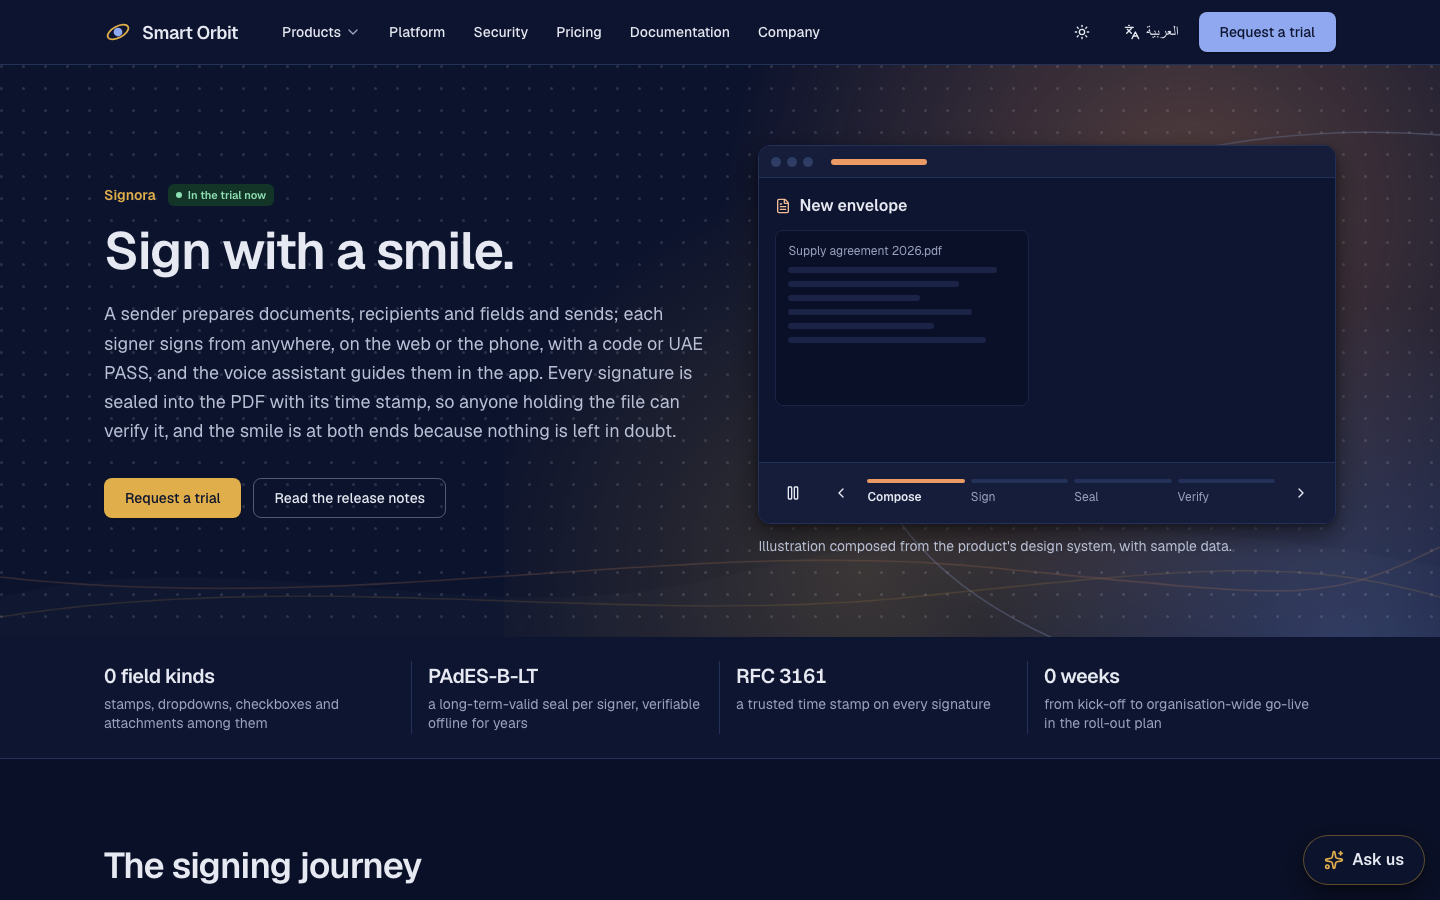 Smart Orbit
Products
Platform
Security
Pricing
Documentation
Company
العربية
Request a trial
Signora
In the trial now
Sign with a smile.
A sender prepares documents, recipients and fields and sends; each
signer signs from anywhere, on the web or the phone, with a code or UAE
PASS, and the voice assistant guides them in the app. Every signature is
sealed into the PDF with its time stamp, so anyone holding the file can
verify it, and the smile is at both ends because nothing is left in doubt.
Request a trial
Read the release notes
New envelope
Supply agreement 2026.pdf
Compose
Sign
Seal
Verify
Illustration composed from the product's design system, with sample data.
0 field kinds
stamps, dropdowns, checkboxes and
attachments among them
PAdES-B-LT
a long-term-valid seal per signer, verifiable
offline for years
RFC 3161
a trusted time stamp on every signature
0 weeks
from kick-off to organisation-wide go-live
in the roll-out plan
The signing journey
Ask us